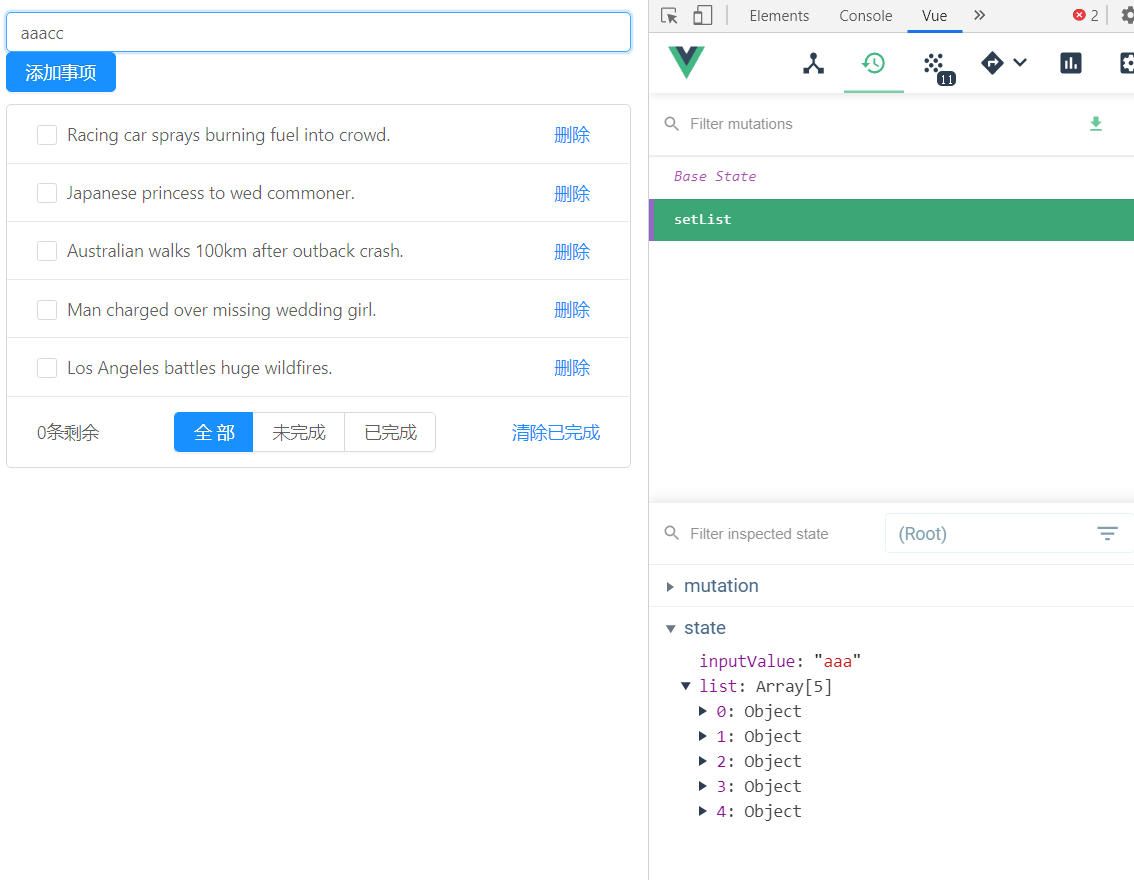 aaacc
添加事项
Racing car sprays burning fuel into crowd. 删除
Japanese princess to wed commoner. 删除
Australian walks 100km after outback crash. 删除
Man charged over missing wedding girl. 删除
Los Angeles battles huge wildfires. 删除
0条剩余 全 部 未完成 已完成 清除已完成
Elements Console Vue » 2
11
Filter mutations
Base State
setList
Filter inspected state (Root)
mutation
state
inputValue: "aaa"
list: Array[5]
0: Object
1: Object
2: Object
3: Object
4: Object